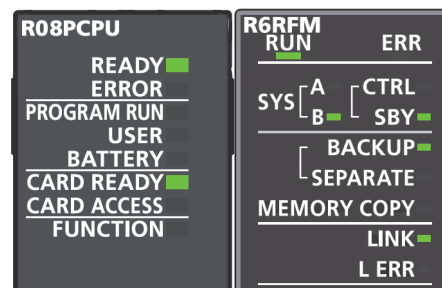 R08PCPU
READY
ERROR
PROGRAM RUN
USER
BATTERY
CARD READY
CARD ACCESS
FUNCTION
R6RFM
RUN ERR
SYS A CTRL
B SBY
BACKUP
SEPARATE
MEMORY COPY
LINK
L ERR